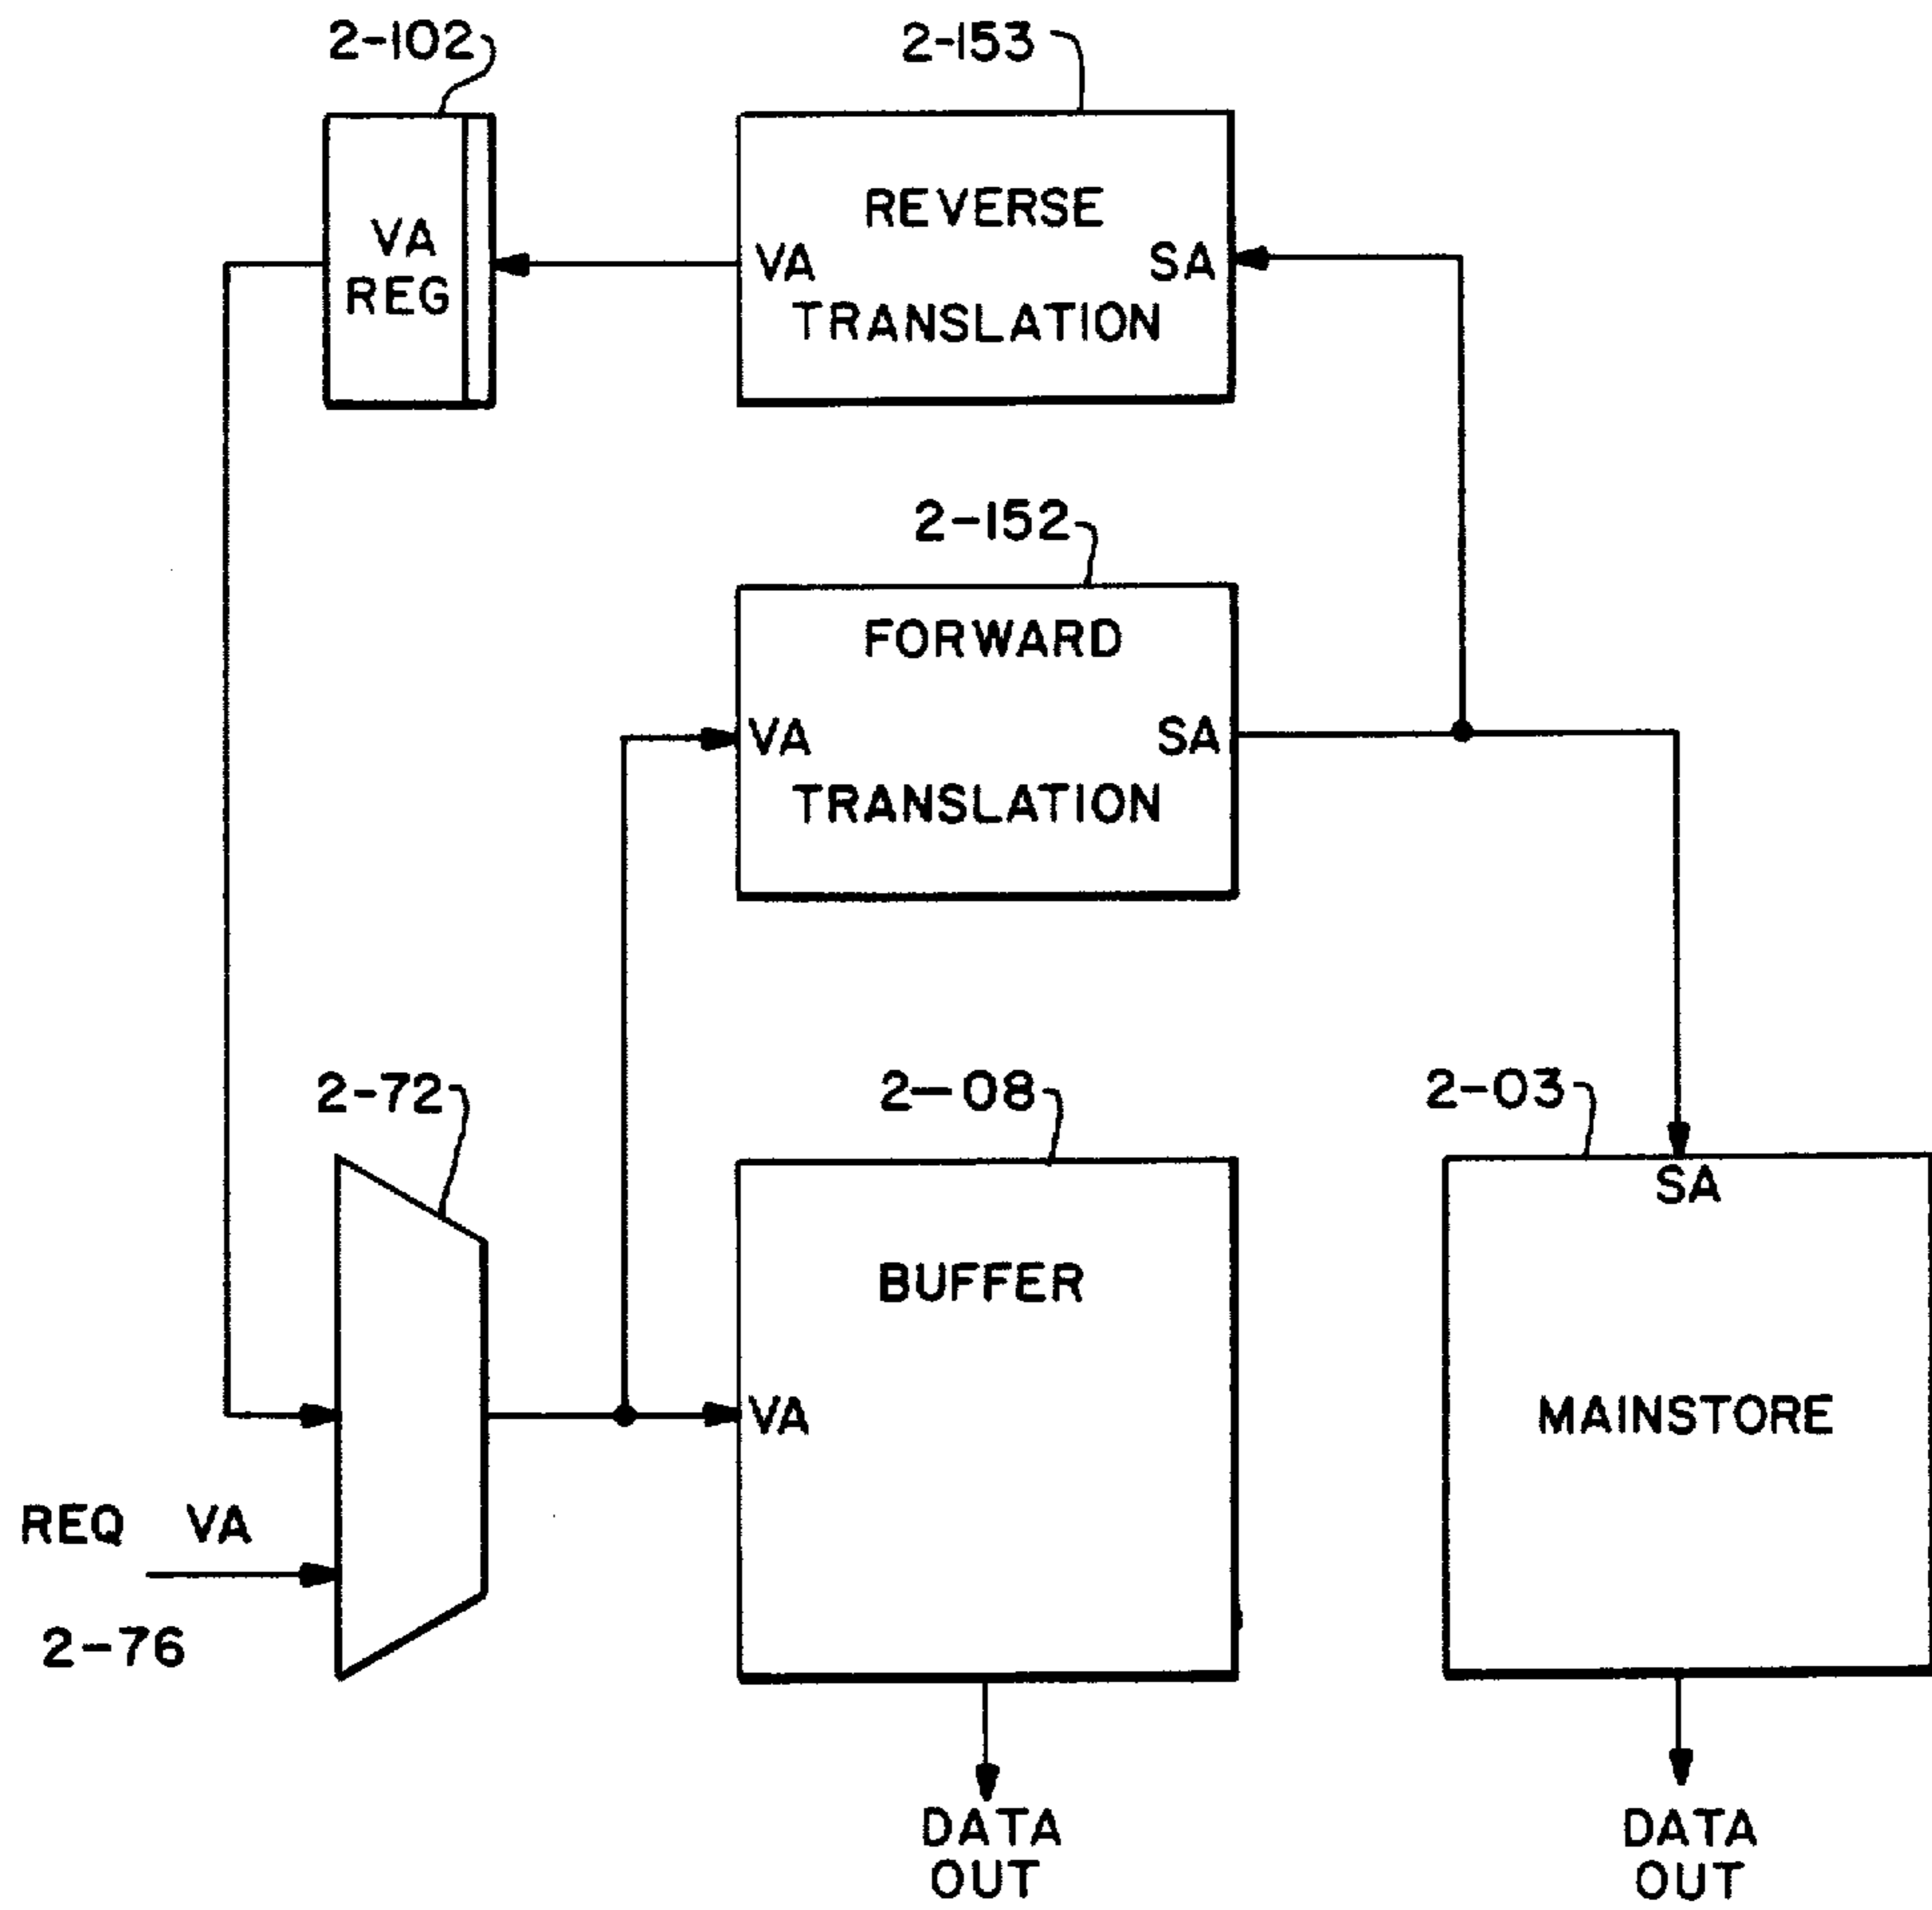 2-102
2-153
VA
REG
REVERSE
VA
SA
TRANSLATION
2-152
FORWARD
VA
SA
TRANSLATION
2-72
2-08
2-03
SA
BUFFER
VA
MAINSTORE
REQ VA
2-76
DATA
OUT
DATA
OUT